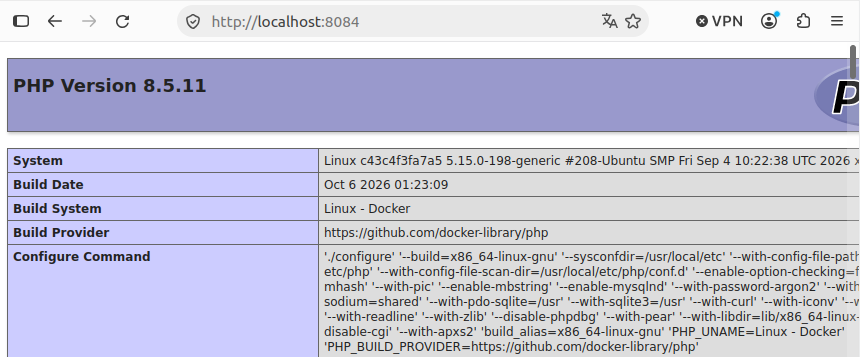 http://localhost:8084
VPN
PHP Version 8.5.11
System Linux c43c4f3fa7a5 5.15.0-198-generic #208-Ubuntu SMP Fri Sep 4 10:22:38 UTC 2026
Build Date Oct 6 2026 01:23:09
Build System Linux - Docker
Build Provider https://github.com/docker-library/php
Configure Command './configure' '--build=x86_64-linux-gnu' '--sysconfdir=/usr/local/etc' '--with-config-file-path
etc/php' '--with-config-file-scan-dir=/usr/local/etc/php/conf.d' '--enable-option-checking=f
mhash' '--with-pic' '--enable-mbstring' '--enable-mysqlnd' '--with-password-argon2' '--with
sodium=shared' '--with-pdo-sqlite=/usr' '--with-sqlite3=/usr' '--with-curl' '--with-iconv' '--w
'--with-readline' '--with-zlib' '--disable-phpdbg' '--with-pear' '--with-libdir=lib/x86_64-linux-
disable-cgi' '--with-apxs2' 'build_alias=x86_64-linux-gnu' 'PHP_UNAME=Linux - Docker'
'PHP_BUILD_PROVIDER=https://github.com/docker-library/php'